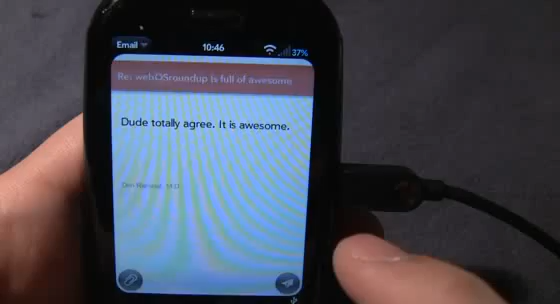 Email 10:46 37%
Re: webOSroundup is full of awesome
Dude totally agree. It is awesome.